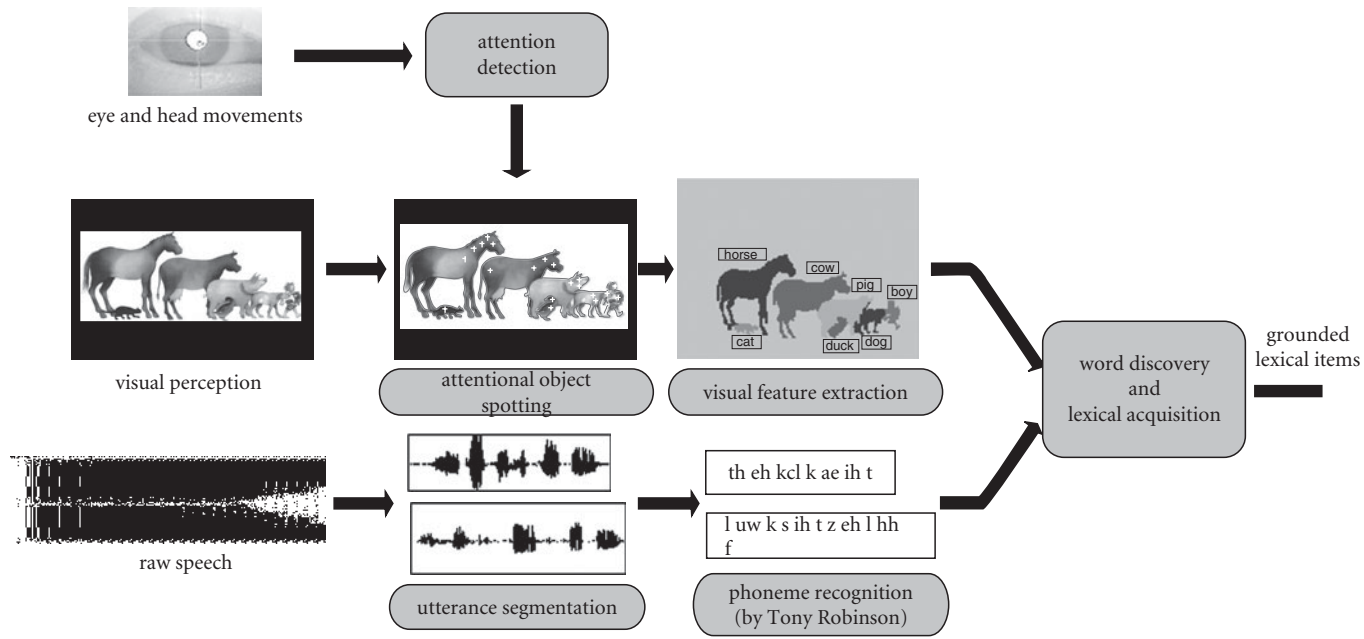 attention
detection
eye and head movements
horse
cow
pig
boy
cat
duck
dog
visual perception
attentional object
spotting
visual feature extraction
word discovery
and
lexical acquisition
grounded
lexical items
th eh kcl k ae ih t
l uw k s ih t z eh l hh
f
raw speech
utterance segmentation
phoneme recognition
(by Tony Robinson)